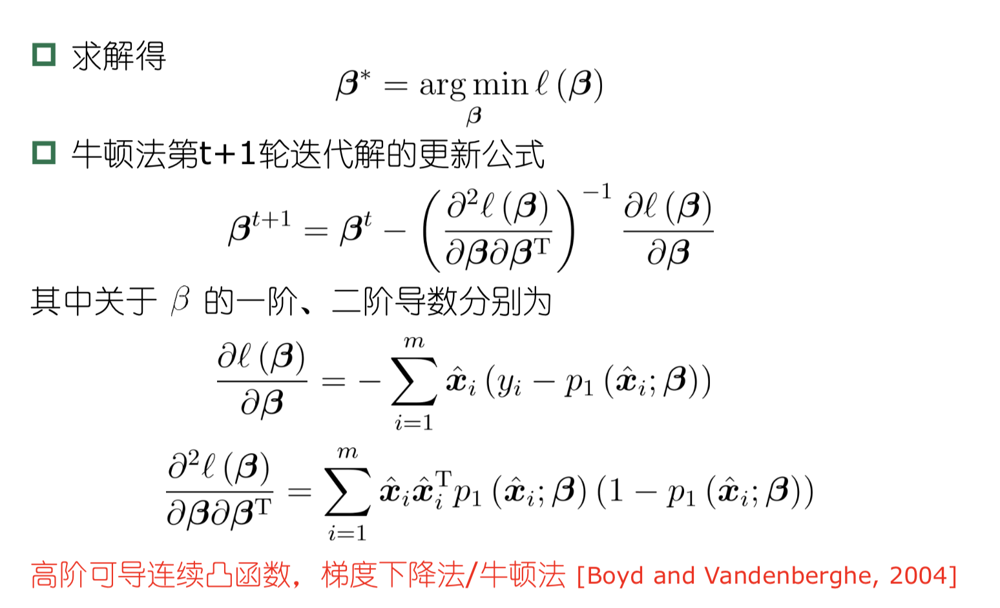 求解得
$\boldsymbol{\beta}^{*} = \underset{\boldsymbol{\beta}}{\arg\min}\, \ell(\boldsymbol{\beta})$
牛顿法第t+1轮迭代解的更新公式
$\boldsymbol{\beta}^{t+1} = \boldsymbol{\beta}^{t} - \left(\frac{\partial^2 \ell(\boldsymbol{\beta})}{\partial \boldsymbol{\beta} \partial \boldsymbol{\beta}^{\mathrm{T}}}\right)^{-1} \frac{\partial \ell(\boldsymbol{\beta})}{\partial \boldsymbol{\beta}}$
其中关于 $\beta$ 的一阶、二阶导数分别为
$\frac{\partial \ell(\boldsymbol{\beta})}{\partial \boldsymbol{\beta}} = -\sum_{i=1}^{m} \hat{\boldsymbol{x}}_i (y_i - p_1(\hat{\boldsymbol{x}}_i; \boldsymbol{\beta}))$
$\frac{\partial^2 \ell(\boldsymbol{\beta})}{\partial \boldsymbol{\beta} \partial \boldsymbol{\beta}^{\mathrm{T}}} = \sum_{i=1}^{m} \hat{\boldsymbol{x}}_i \hat{\boldsymbol{x}}_i^{\mathrm{T}} p_1(\hat{\boldsymbol{x}}_i; \boldsymbol{\beta}) (1 - p_1(\hat{\boldsymbol{x}}_i; \boldsymbol{\beta}))$
高阶可导连续凸函数，梯度下降法/牛顿法 [Boyd and Vandenberghe, 2004]